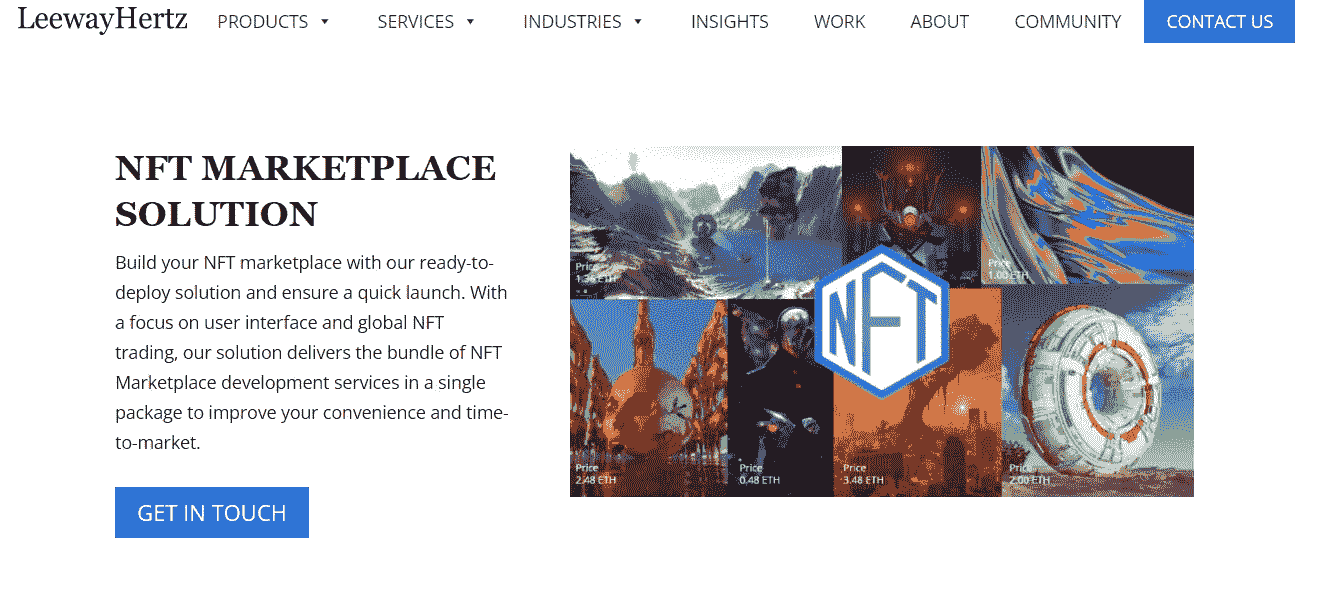 LeewayHertz PRODUCTS SERVICES INDUSTRIES INSIGHTS WORK ABOUT COMMUNITY CONTACT US
NFT MARKETPLACE
SOLUTION
Build your NFT marketplace with our ready-to-
deploy solution and ensure a quick launch. With
a focus on user interface and global NFT
trading, our solution delivers the bundle of NFT
Marketplace development services in a single
package to improve your convenience and time-
to-market.
GET IN TOUCH
Price
Price
1.00 ETH
NFT
Price
2.48 ETH
Price
0.48 ETH
Price
3.48 ETH
Price
2.00 ETH